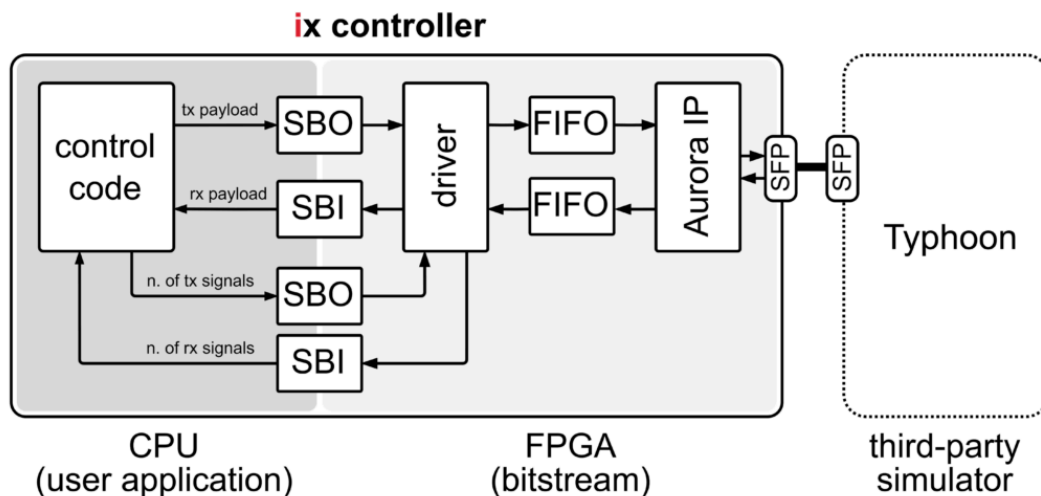 ix controller
control
code
tx payload
SBO
driver
FIFO
Aurora IP
SFP
SFP
Typhoon
rx payload
SBI
FIFO
n. of tx signals
SBO
n. of rx signals
SBI
CPU
(user application)
FPGA
(bitstream)
third-party
simulator